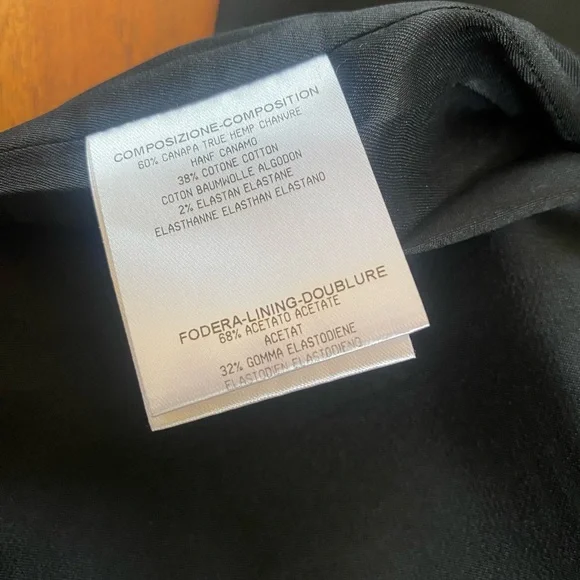 COMPOSIZIONE-COMPOSITION
60% CANAPA TRUE HEMP CHANVRE
HANF CANAMO
38% COTONE COTTON
COTON BAUMWOLLE ALGODON
2% ELASTAN ELASTANE
ELASTHANNE ELASTHAN ELASTANO
FODERA-LINING-DOUBLURE
68% ACETATO ACETATE
ACETAT
32% GOMMA ELASTODIENE
ELASTODIEN ELASTODIENO